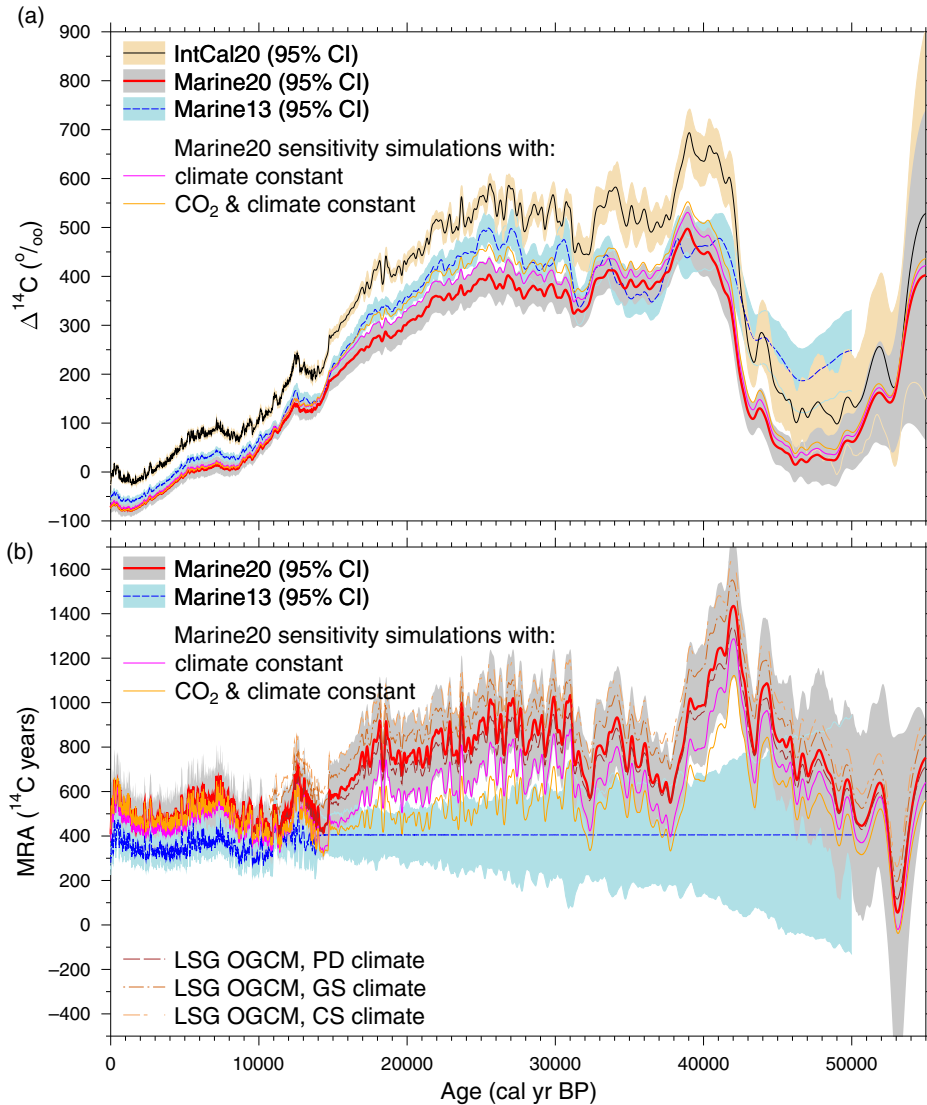 (a)
900
800
700
600
500
400
300
200
100
0
−100
Δ ¹⁴C (⁰/₀₀)
IntCal20 (95% CI)
Marine20 (95% CI)
Marine13 (95% CI)
Marine20 sensitivity simulations with:
climate constant
CO₂ & climate constant
(b)
1600
1400
1200
1000
800
600
400
200
0
−200
−400
MRA (¹⁴C years)
Marine20 (95% CI)
Marine13 (95% CI)
Marine20 sensitivity simulations with:
climate constant
CO₂ & climate constant
LSG OGCM, PD climate
LSG OGCM, GS climate
LSG OGCM, CS climate
0 10000 20000 30000 40000 50000
Age (cal yr BP)